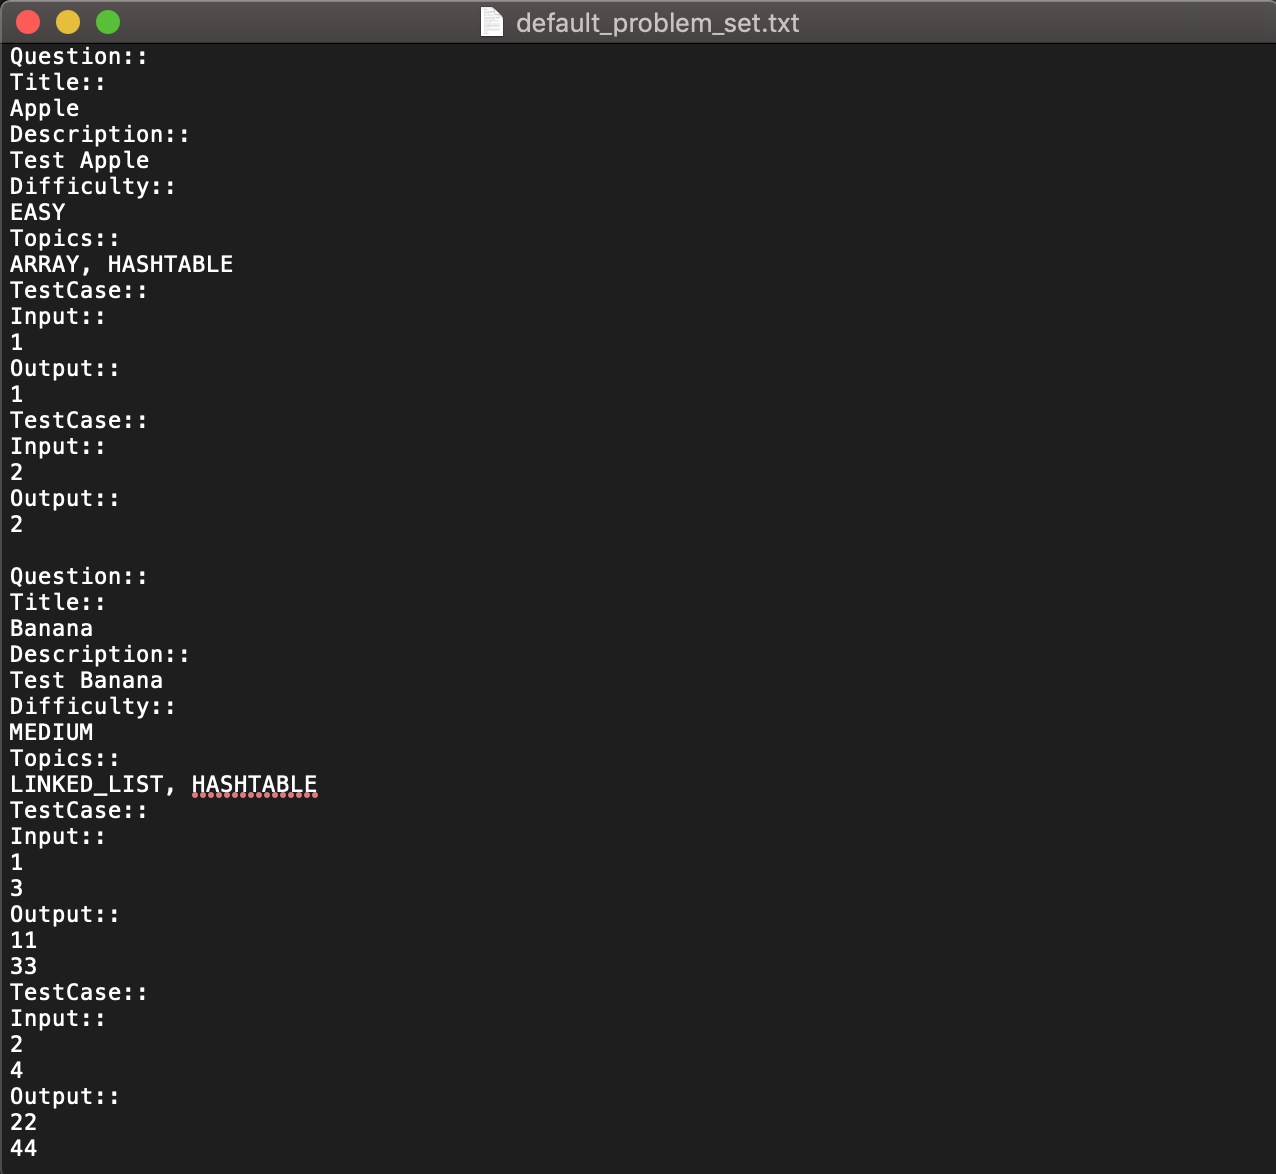 default_problem_set.txt
Question::
Title::
Apple
Description::
Test Apple
Difficulty::
EASY
Topics::
ARRAY, HASHTABLE
TestCase::
Input::
1
Output::
1
TestCase::
Input::
2
Output::
2

Question::
Title::
Banana
Description::
Test Banana
Difficulty::
MEDIUM
Topics::
LINKED_LIST, HASHTABLE
TestCase::
Input::
1
3
Output::
11
33
TestCase::
Input::
2
4
Output::
22
44